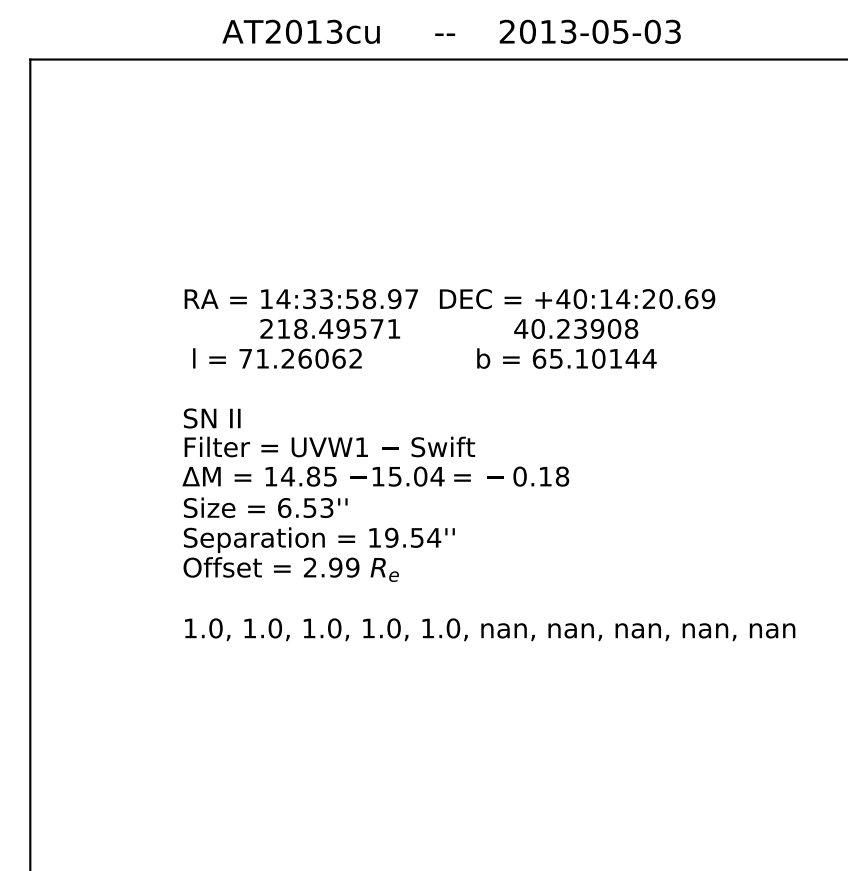 AT2013cu -- 2013-05-03
RA = 14:33:58.97 DEC = +40:14:20.69
218.49571 40.23908
l = 71.26062 b = 65.10144
SN II
Filter = UVW1 − Swift
ΔM = 14.85 −15.04 = − 0.18
Size = 6.53''
Separation = 19.54''
Offset = 2.99 Rₑ
1.0, 1.0, 1.0, 1.0, 1.0, nan, nan, nan, nan, nan